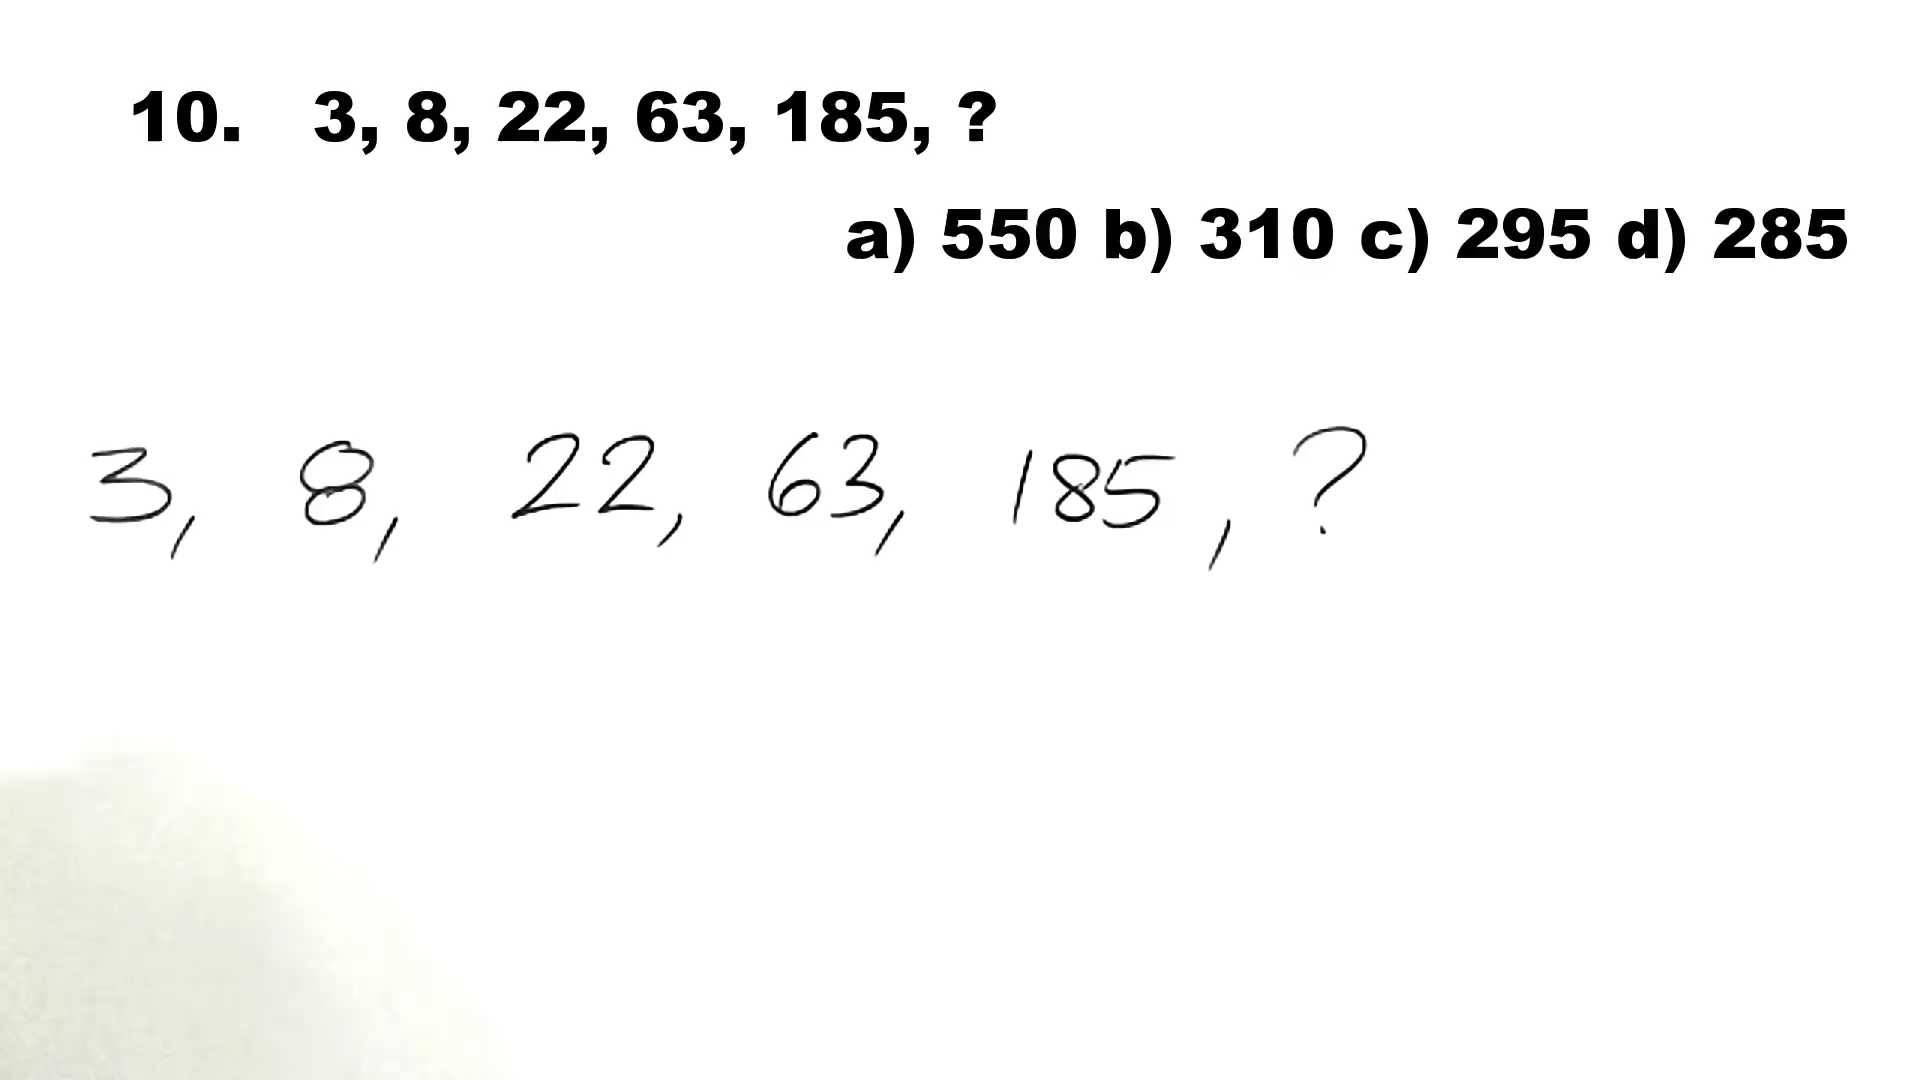 10. 3, 8, 22, 63, 185, ?
a) 550 b) 310 c) 295 d) 285
3, 8, 22, 63, 185, ?